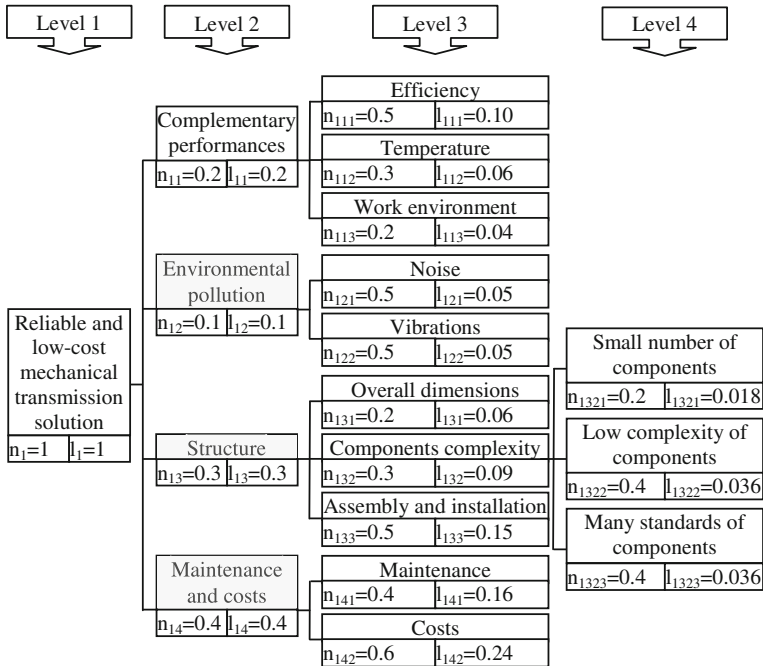 Level 1
Level 2
Level 3
Level 4
Reliable and
low-cost
mechanical
transmission
solution
n₁=1 l₁=1
Complementary
performances
n₁₁=0.2 l₁₁=0.2
Environmental
pollution
n₁₂=0.1 l₁₂=0.1
Structure
n₁₃=0.3 l₁₃=0.3
Maintenance
and costs
n₁₄=0.4 l₁₄=0.4
Efficiency
n₁₁₁=0.5 l₁₁₁=0.10
Temperature
n₁₁₂=0.3 l₁₁₂=0.06
Work environment
n₁₁₃=0.2 l₁₁₃=0.04
Noise
n₁₂₁=0.5 l₁₂₁=0.05
Vibrations
n₁₂₂=0.5 l₁₂₂=0.05
Overall dimensions
n₁₃₁=0.2 l₁₃₁=0.06
Components complexity
n₁₃₂=0.3 l₁₃₂=0.09
Assembly and installation
n₁₃₃=0.5 l₁₃₃=0.15
Maintenance
n₁₄₁=0.4 l₁₄₁=0.16
Costs
n₁₄₂=0.6 l₁₄₂=0.24
Small number of
components
n₁₃₂₁=0.2 l₁₃₂₁=0.018
Low complexity of
components
n₁₃₂₂=0.4 l₁₃₂₂=0.036
Many standards of
components
n₁₃₂₃=0.4 l₁₃₂₃=0.036